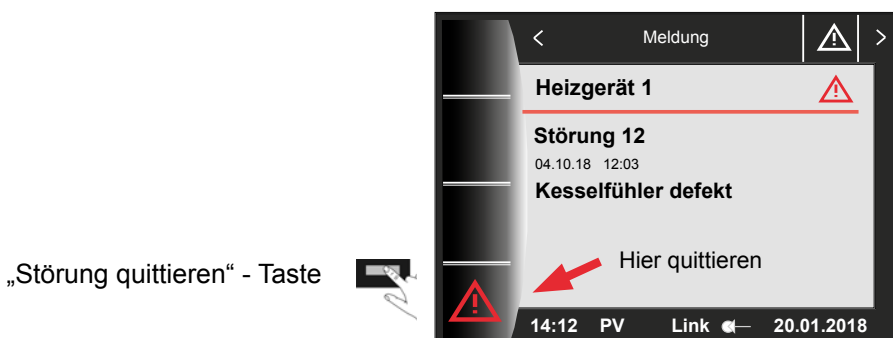 < Meldung >
Heizgerät 1
Störung 12
04.10.18 12:03
Kesselfühler defekt
„Störung quittieren“ - Taste
Hier quittieren
14:12 PV Link 20.01.2018